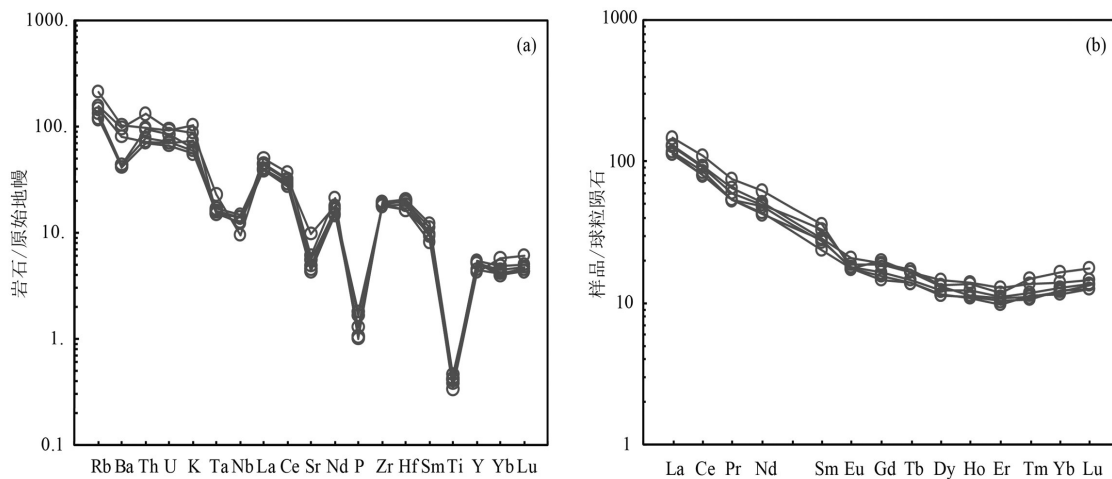 1000.
100.
10.
1.
0.1
(a)
岩石/原始地幔
Rb Ba Th U K Ta Nb La Ce Sr Nd P Zr Hf Sm Ti Y Yb Lu
1000
100
10
1
(b)
样品/球粒陨石
La Ce Pr Nd Sm Eu Gd Tb Dy Ho Er Tm Yb Lu